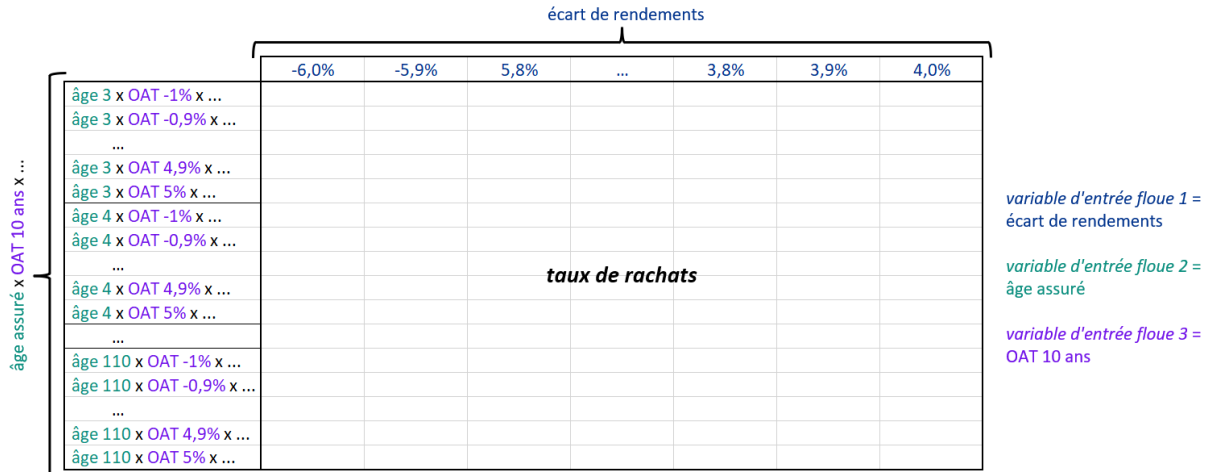 écart de rendements
-6,0% -5,9% 5,8% ... 3,8% 3,9% 4,0%
âge assuré x OAT 10 ans x ...
âge 3 x OAT -1% x ...
âge 3 x OAT -0,9% x ...
...
âge 3 x OAT 4,9% x ...
âge 3 x OAT 5% x ...
âge 4 x OAT -1% x ...
âge 4 x OAT -0,9% x ...
...
âge 4 x OAT 4,9% x ...
âge 4 x OAT 5% x ...
...
âge 110 x OAT -1% x ...
âge 110 x OAT -0,9% x ...
...
âge 110 x OAT 4,9% x ...
âge 110 x OAT 5% x ...
taux de rachats
variable d'entrée floue 1 =
écart de rendements
variable d'entrée floue 2 =
âge assuré
variable d'entrée floue 3 =
OAT 10 ans